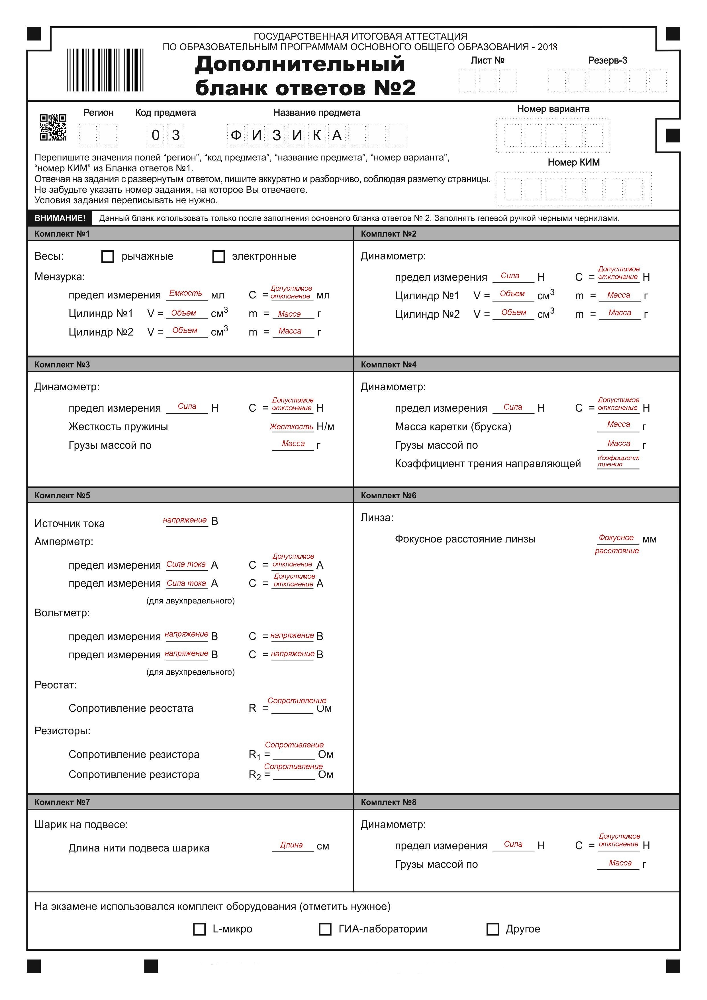 ГОСУДАРСТВЕННАЯ ИТОГОВАЯ АТТЕСТАЦИЯ
ПО ОБРАЗОВАТЕЛЬНЫМ ПРОГРАММАМ ОСНОВНОГО ОБЩЕГО ОБРАЗОВАНИЯ - 2018
Дополнительный
бланк ответов №2
Лист № Резерв-3
Регион Код предмета Название предмета Номер варианта
0 3 Ф И З И К А
Перепишите значения полей “регион”, “код предмета”, “название предмета”, “номер варианта”,
“номер КИМ” из Бланка ответов №1.
Номер КИМ
Отвечая на задания с развернутым ответом, пишите аккуратно и разборчиво, соблюдая разметку страницы.
Не забудьте указать номер задания, на которое Вы отвечаете.
Условия задания переписывать не нужно.
ВНИМАНИЕ! Данный бланк использовать только после заполнения основного бланка ответов № 2. Заполнять гелевой ручкой черными чернилами.
Комплект №1
Весы: рычажные электронные
Мензурка:
предел измерения Емкость мл C = Допустимое отклонение мл
Цилиндр №1 V = Объем см3 m = Масса г
Цилиндр №2 V = Объем см3 m = Масса г
Комплект №2
Динамометр:
предел измерения Сила Н C = Допустимое отклонение Н
Цилиндр №1 V = Объем см3 m = Масса г
Цилиндр №2 V = Объем см3 m = Масса г
Комплект №3
Динамометр:
предел измерения Сила Н C = Допустимое отклонение Н
Жесткость пружины Жесткость Н/м
Грузы массой по Масса г
Комплект №4
Динамометр:
предел измерения Сила Н C = Допустимое отклонение Н
Масса каретки (бруска) Масса г
Грузы массой по Масса г
Коэффициент трения направляющей Коэфициент трения
Комплект №5
Источник тока напряжение В
Амперметр:
предел измерения Сила тока А C = Допустимое отклонение А
предел измерения Сила тока А C = Допустимое отклонение А
(для двухпредельного)
Вольтметр:
предел измерения напряжение В C = напряжение В
предел измерения напряжение В C = напряжение В
(для двухпредельного)
Реостат:
Сопротивление реостата R = Сопротивление Ом
Резисторы:
Сопротивление резистора R1 = Сопротивление Ом
Сопротивление резистора R2 = Сопротивление Ом
Комплект №6
Линза:
Фокусное расстояние линзы Фокусное мм
расстояние
Комплект №7
Шарик на подвесе:
Длина нити подвеса шарика Длина см
Комплект №8
Динамометр:
предел измерения Сила Н C = Допустимое отклонение Н
Грузы массой по Масса г
На экзамене использовался комплект оборудования (отметить нужное)
L-микро ГИА-лаборатории Другое